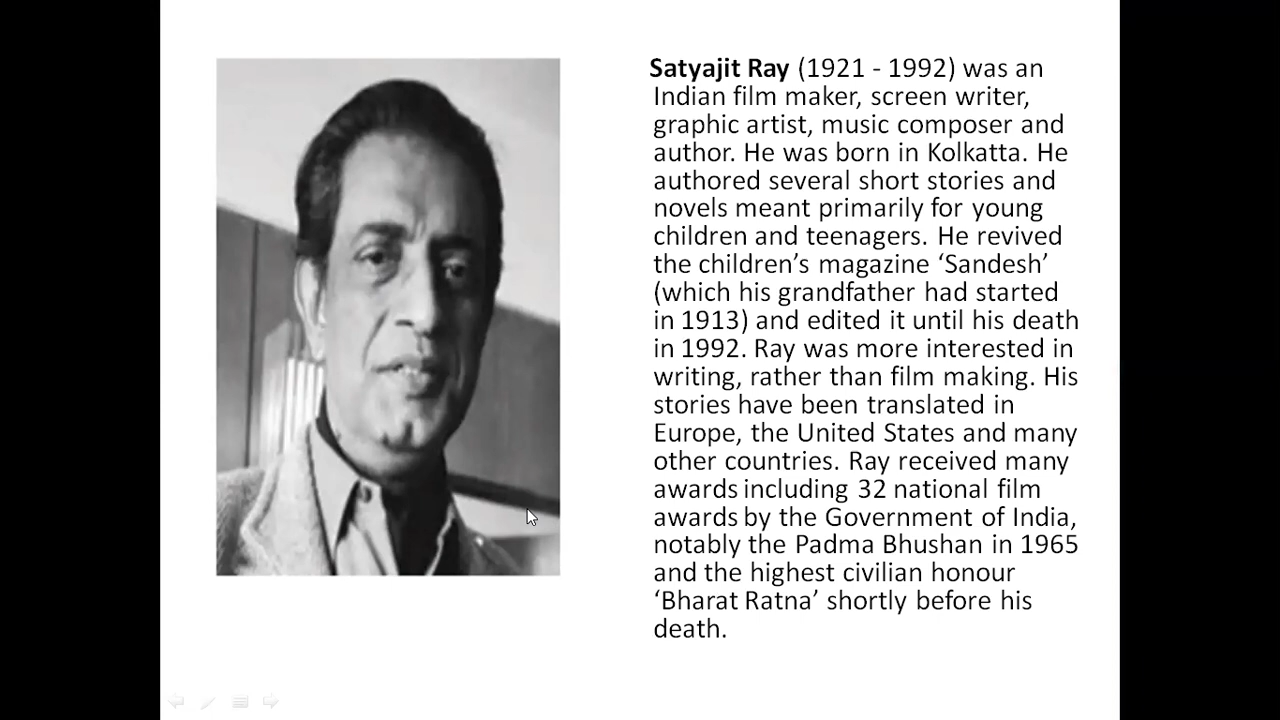 Satyajit Ray (1921 - 1992) was an
Indian film maker, screen writer,
graphic artist, music composer and
author. He was born in Kolkatta. He
authored several short stories and
novels meant primarily for young
children and teenagers. He revived
the children’s magazine ‘Sandesh’
(which his grandfather had started
in 1913) and edited it until his death
in 1992. Ray was more interested in
writing, rather than film making. His
stories have been translated in
Europe, the United States and many
other countries. Ray received many
awards including 32 national film
awards by the Government of India,
notably the Padma Bhushan in 1965
and the highest civilian honour
‘Bharat Ratna’ shortly before his
death.